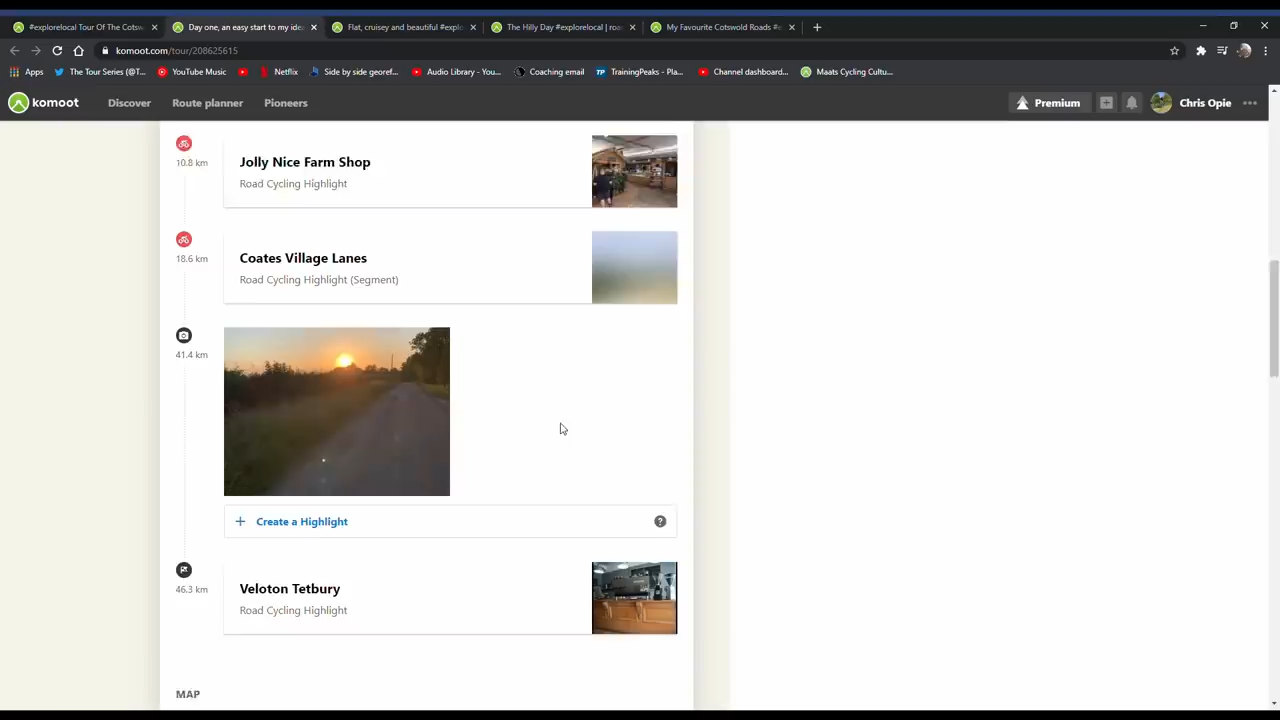 #explorelocal Tour Of The Cotsw
Day one, an easy start to my idea
Flat, cruisey and beautiful #explo
The Hilly Day #explorelocal | roa
My Favourite Cotswold Roads #e
komoot.com/tour/208625615
Apps
The Tour Series (@T...
YouTube Music
Netflix
Side by side georef...
Audio Library - You...
Coaching email
TP TrainingPeaks - Pla...
Channel dashboard...
Maats Cycling Cultu...
komoot
Discover
Route planner
Pioneers
Premium
Chris Opie
10.8 km
Jolly Nice Farm Shop
Road Cycling Highlight
18.6 km
Coates Village Lanes
Road Cycling Highlight (Segment)
41.4 km
+ Create a Highlight
?
46.3 km
Veloton Tetbury
Road Cycling Highlight
MAP